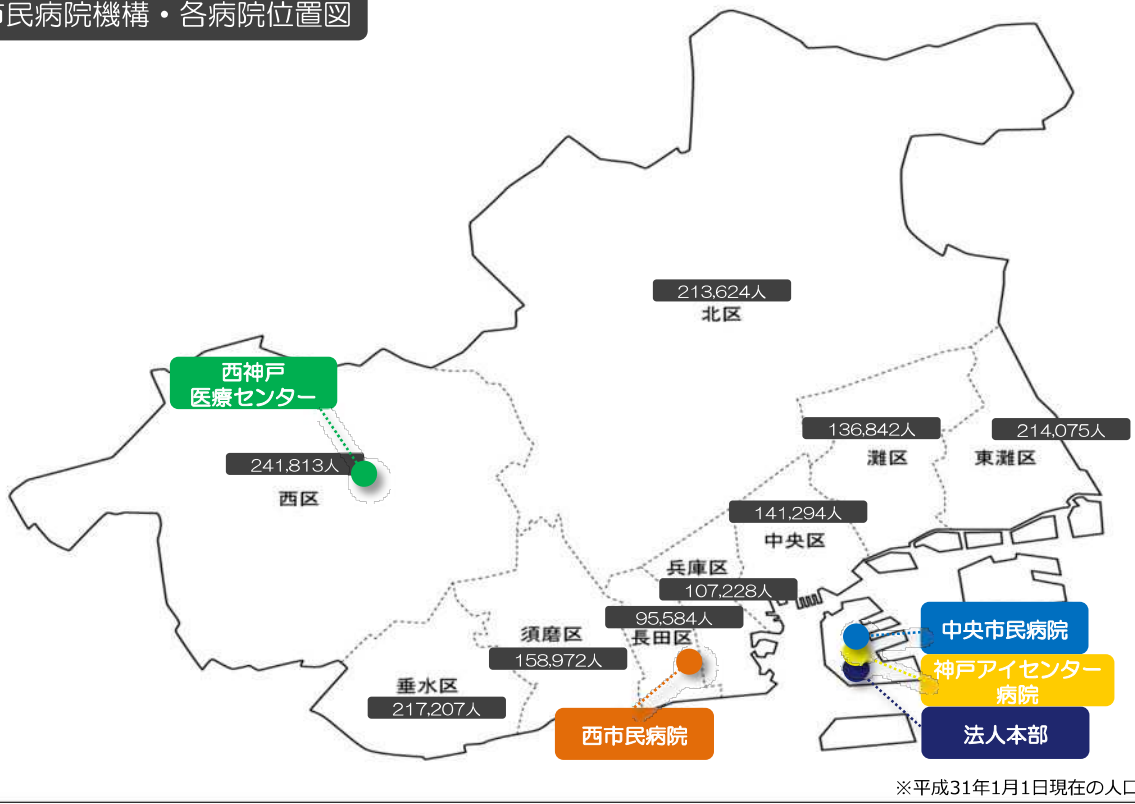 市民病院機構・各病院位置図
213,624人
北区
西神戸
医療センター
241,813人
西区
136,842人
灘区
214,075人
東灘区
141,294人
中央区
兵庫区
107,228人
95,584人
長田区
須磨区
158,972人
垂水区
217,207人
西市民病院
中央市民病院
神戸アイセンター
病院
法人本部
※平成31年1月1日現在の人口